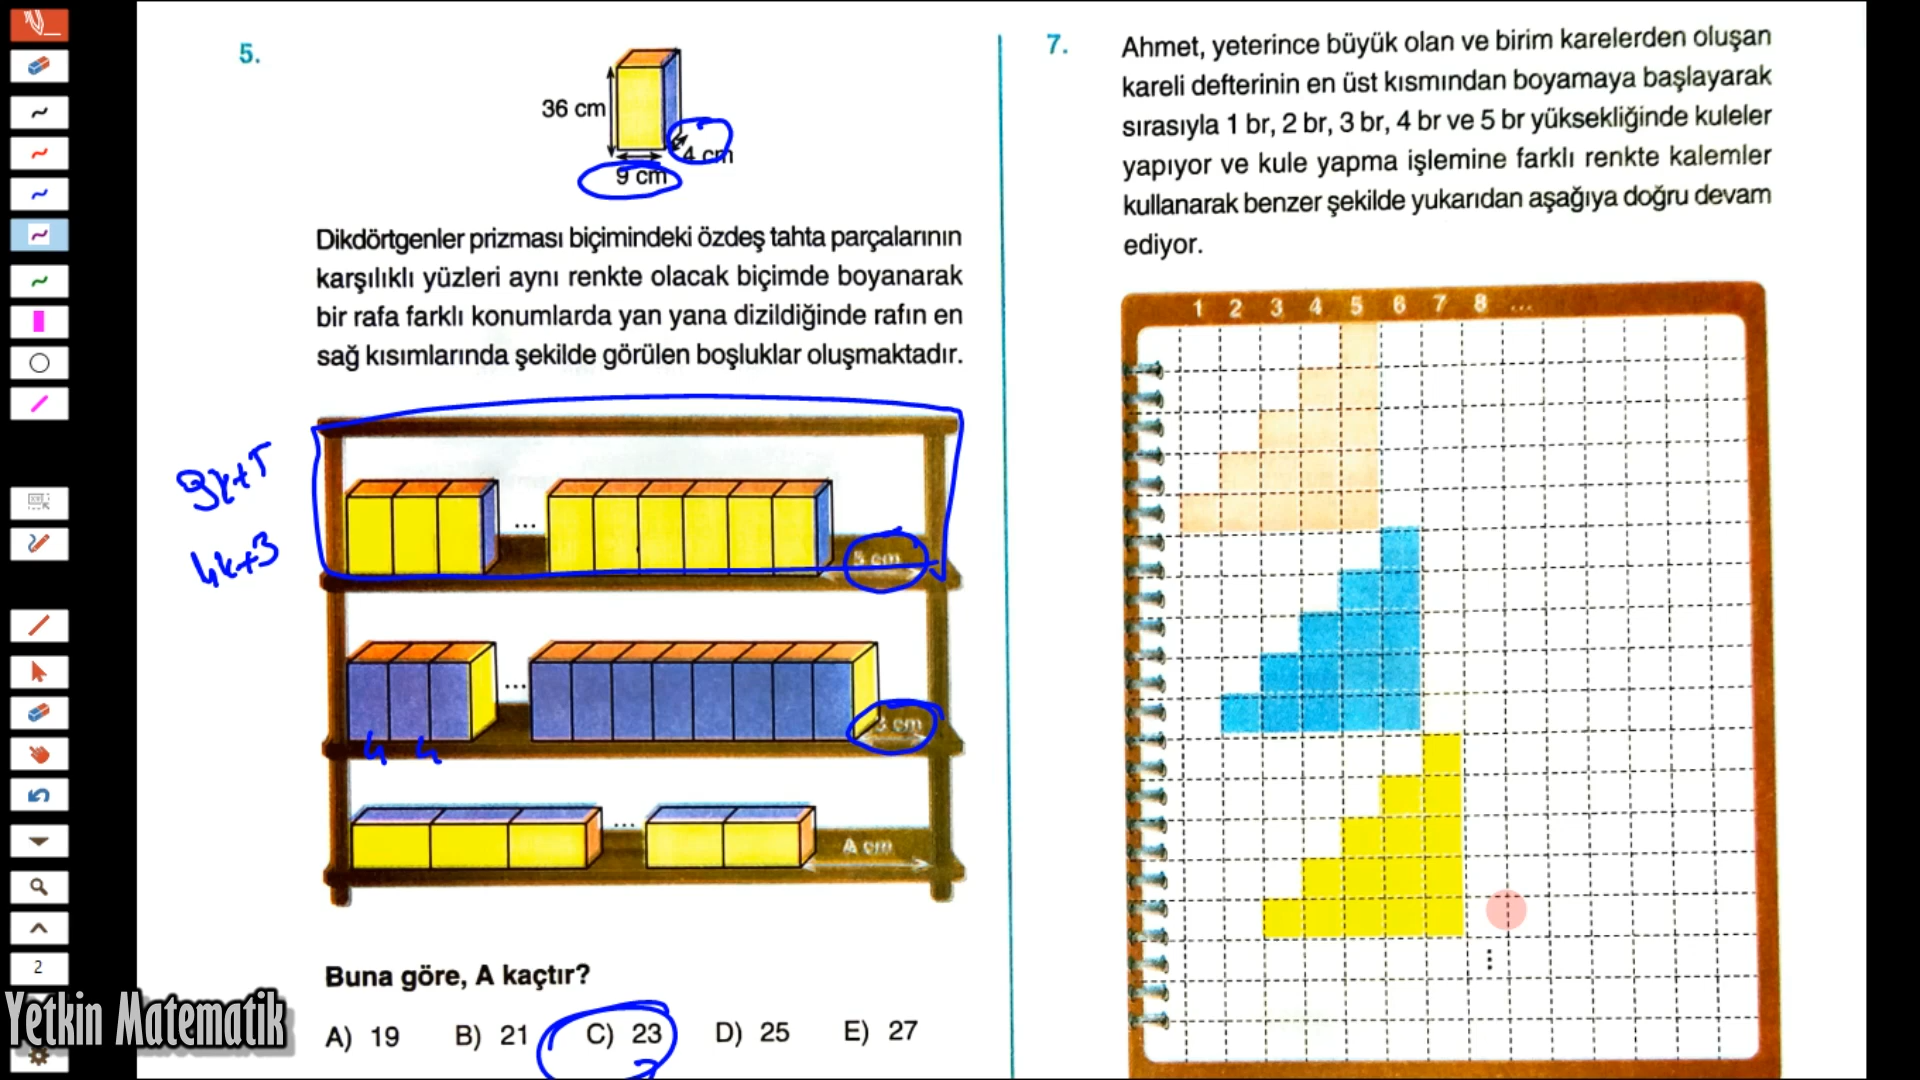 5.
36 cm
4 cm
9 cm
Dikdörtgenler prizması biçimindeki özdeş tahta parçalarının
karşılıklı yüzleri aynı renkte olacak biçimde boyanarak
bir rafa farklı konumlarda yan yana dizildiğinde rafın en
sağ kısımlarında şekilde görülen boşluklar oluşmaktadır.
9k+5
4k+3
...
5 cm
...
3 cm
4 4
...
A cm
Buna göre, A kaçtır?
A) 19 B) 21 C) 23 D) 25 E) 27
7.
Ahmet, yeterince büyük olan ve birim karelerden oluşan
kareli defterinin en üst kısmından boyamaya başlayarak
sırasıyla 1 br, 2 br, 3 br, 4 br ve 5 br yüksekliğinde kuleler
yapıyor ve kule yapma işlemine farklı renkte kalemler
kullanarak benzer şekilde yukarıdan aşağıya doğru devam
ediyor.
1 2 3 4 5 6 7 8 ...
2
Yetkin Matematik